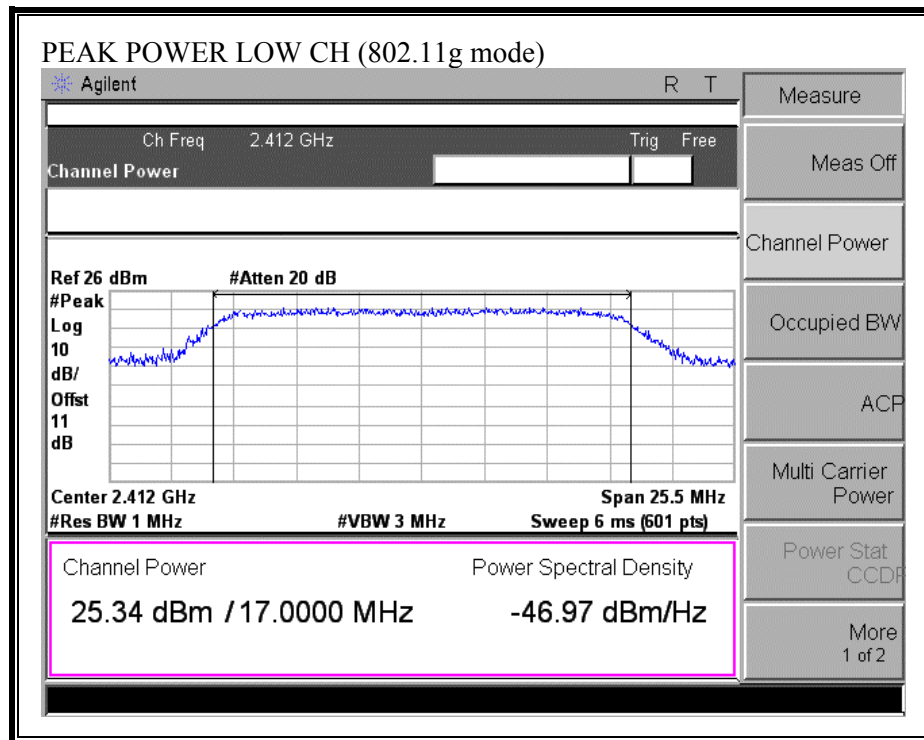 PEAK POWER LOW CH (802.11g mode)
Agilent R T
Ch Freq 2.412 GHz Trig Free
Channel Power
Ref 26 dBm #Atten 20 dB
#Peak
Log
10
dB/
Offst
11
dB
Center 2.412 GHz Span 25.5 MHz
#Res BW 1 MHz #VBW 3 MHz Sweep 6 ms (601 pts)
Channel Power Power Spectral Density
25.34 dBm / 17.0000 MHz -46.97 dBm/Hz
Measure
Meas Off
Channel Power
Occupied BW
ACP
Multi Carrier
Power
Power Stat
CCDF
More
1 of 2